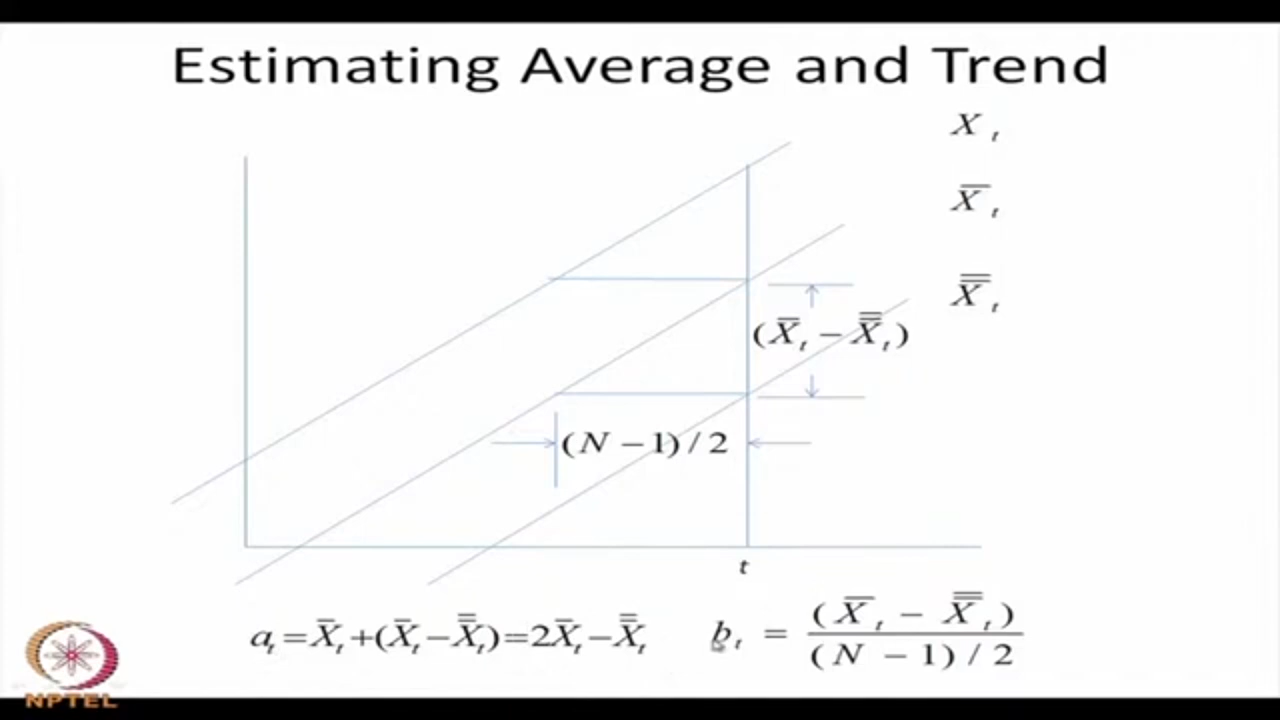 Estimating Average and Trend
X_t
X̄_t
X̿_t
(X̄_t − X̿_t)
(N − 1) / 2
t
a_t = X̄_t + (X̄_t − X̿_t) = 2X̄_t − X̿_t
b_t = (X̄_t − X̿_t) / (N − 1) / 2
NPTEL